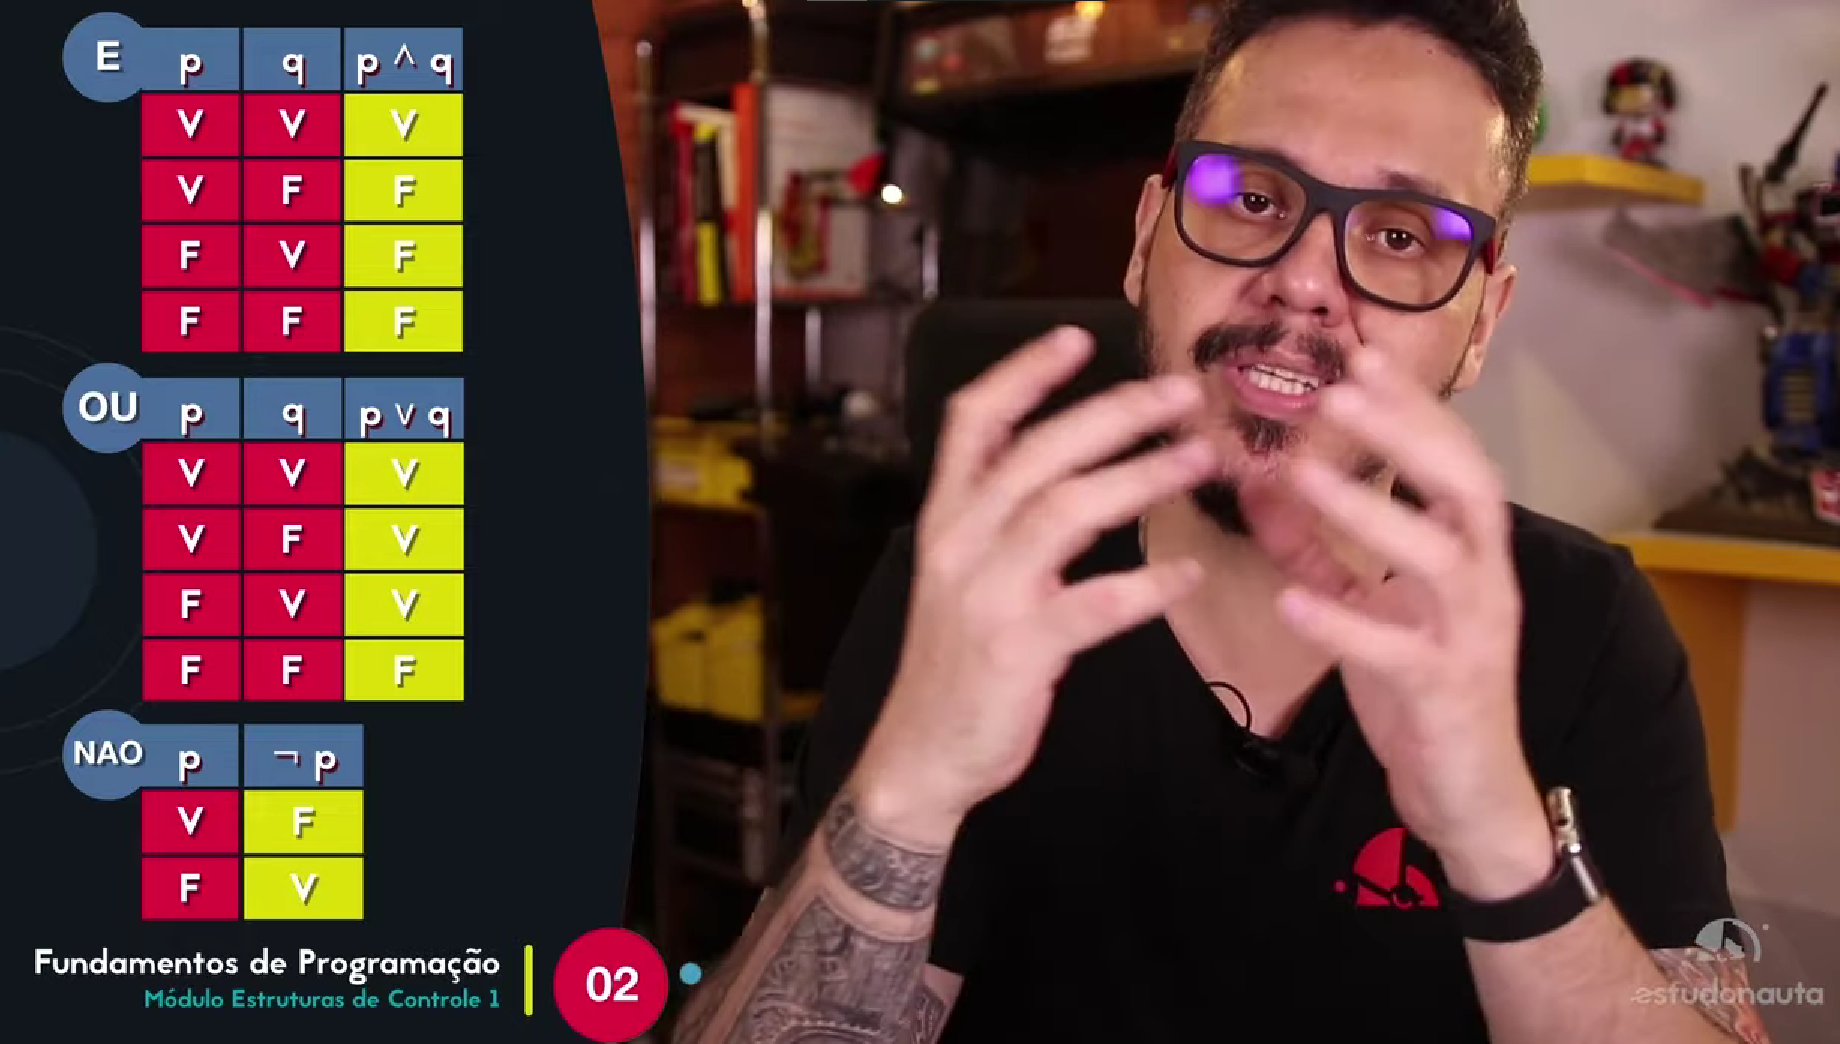 E
p q p ^ q
V V V
V F F
F V F
F F F
OU
p q p v q
V V V
V F V
F V V
F F F
NAO
p ¬ p
V F
F V
Fundamentos de Programação
Módulo Estruturas de Controle 1
02
estudonauta